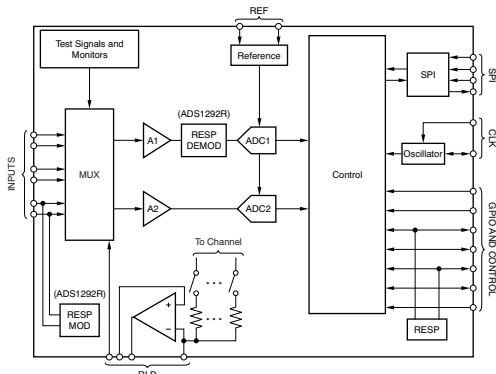 REF
Test Signals and
Monitors
Reference
SPI
SPI
(ADS1292R)
A1
RESP
DEMOD
ADC1
CLK
Oscillator
INPUTS
MUX
Control
A2
ADC2
GPIO AND CONTROL
To Channel
(ADS1292R)
RESP
MOD
+
−
RESP
RLD